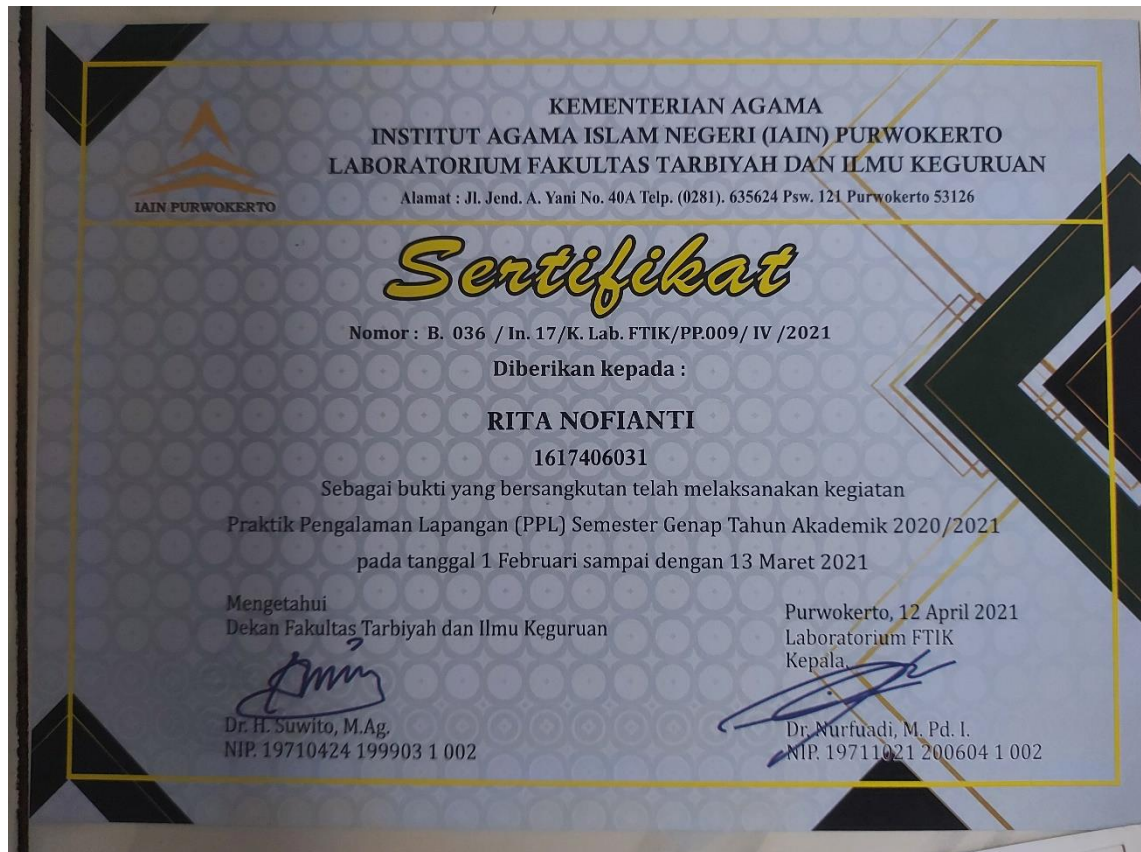 KEMENTERIAN AGAMA
INSTITUT AGAMA ISLAM NEGERI (IAIN) PURWOKERTO
LABORATORIUM FAKULTAS TARBIYAH DAN ILMU KEGURUAN
Alamat : Jl. Jend. A. Yani No. 40A Telp. (0281). 635624 Psw. 121 Purwokerto 53126
IAIN PURWOKERTO
Sertifikat
Nomor : B. 036 / In. 17/K. Lab. FTIK/PP.009/ IV /2021
Diberikan kepada :
RITA NOFIANTI
1617406031
Sebagai bukti yang bersangkutan telah melaksanakan kegiatan
Praktik Pengalaman Lapangan (PPL) Semester Genap Tahun Akademik 2020/2021
pada tanggal 1 Februari sampai dengan 13 Maret 2021
Mengetahui
Dekan Fakultas Tarbiyah dan Ilmu Keguruan
Dr. H. Suwito, M.Ag.
NIP. 19710424 199903 1 002
Purwokerto, 12 April 2021
Laboratorium FTIK
Kepala,
Dr. Nurfuadi, M. Pd. I.
NIP. 19711021 200604 1 002